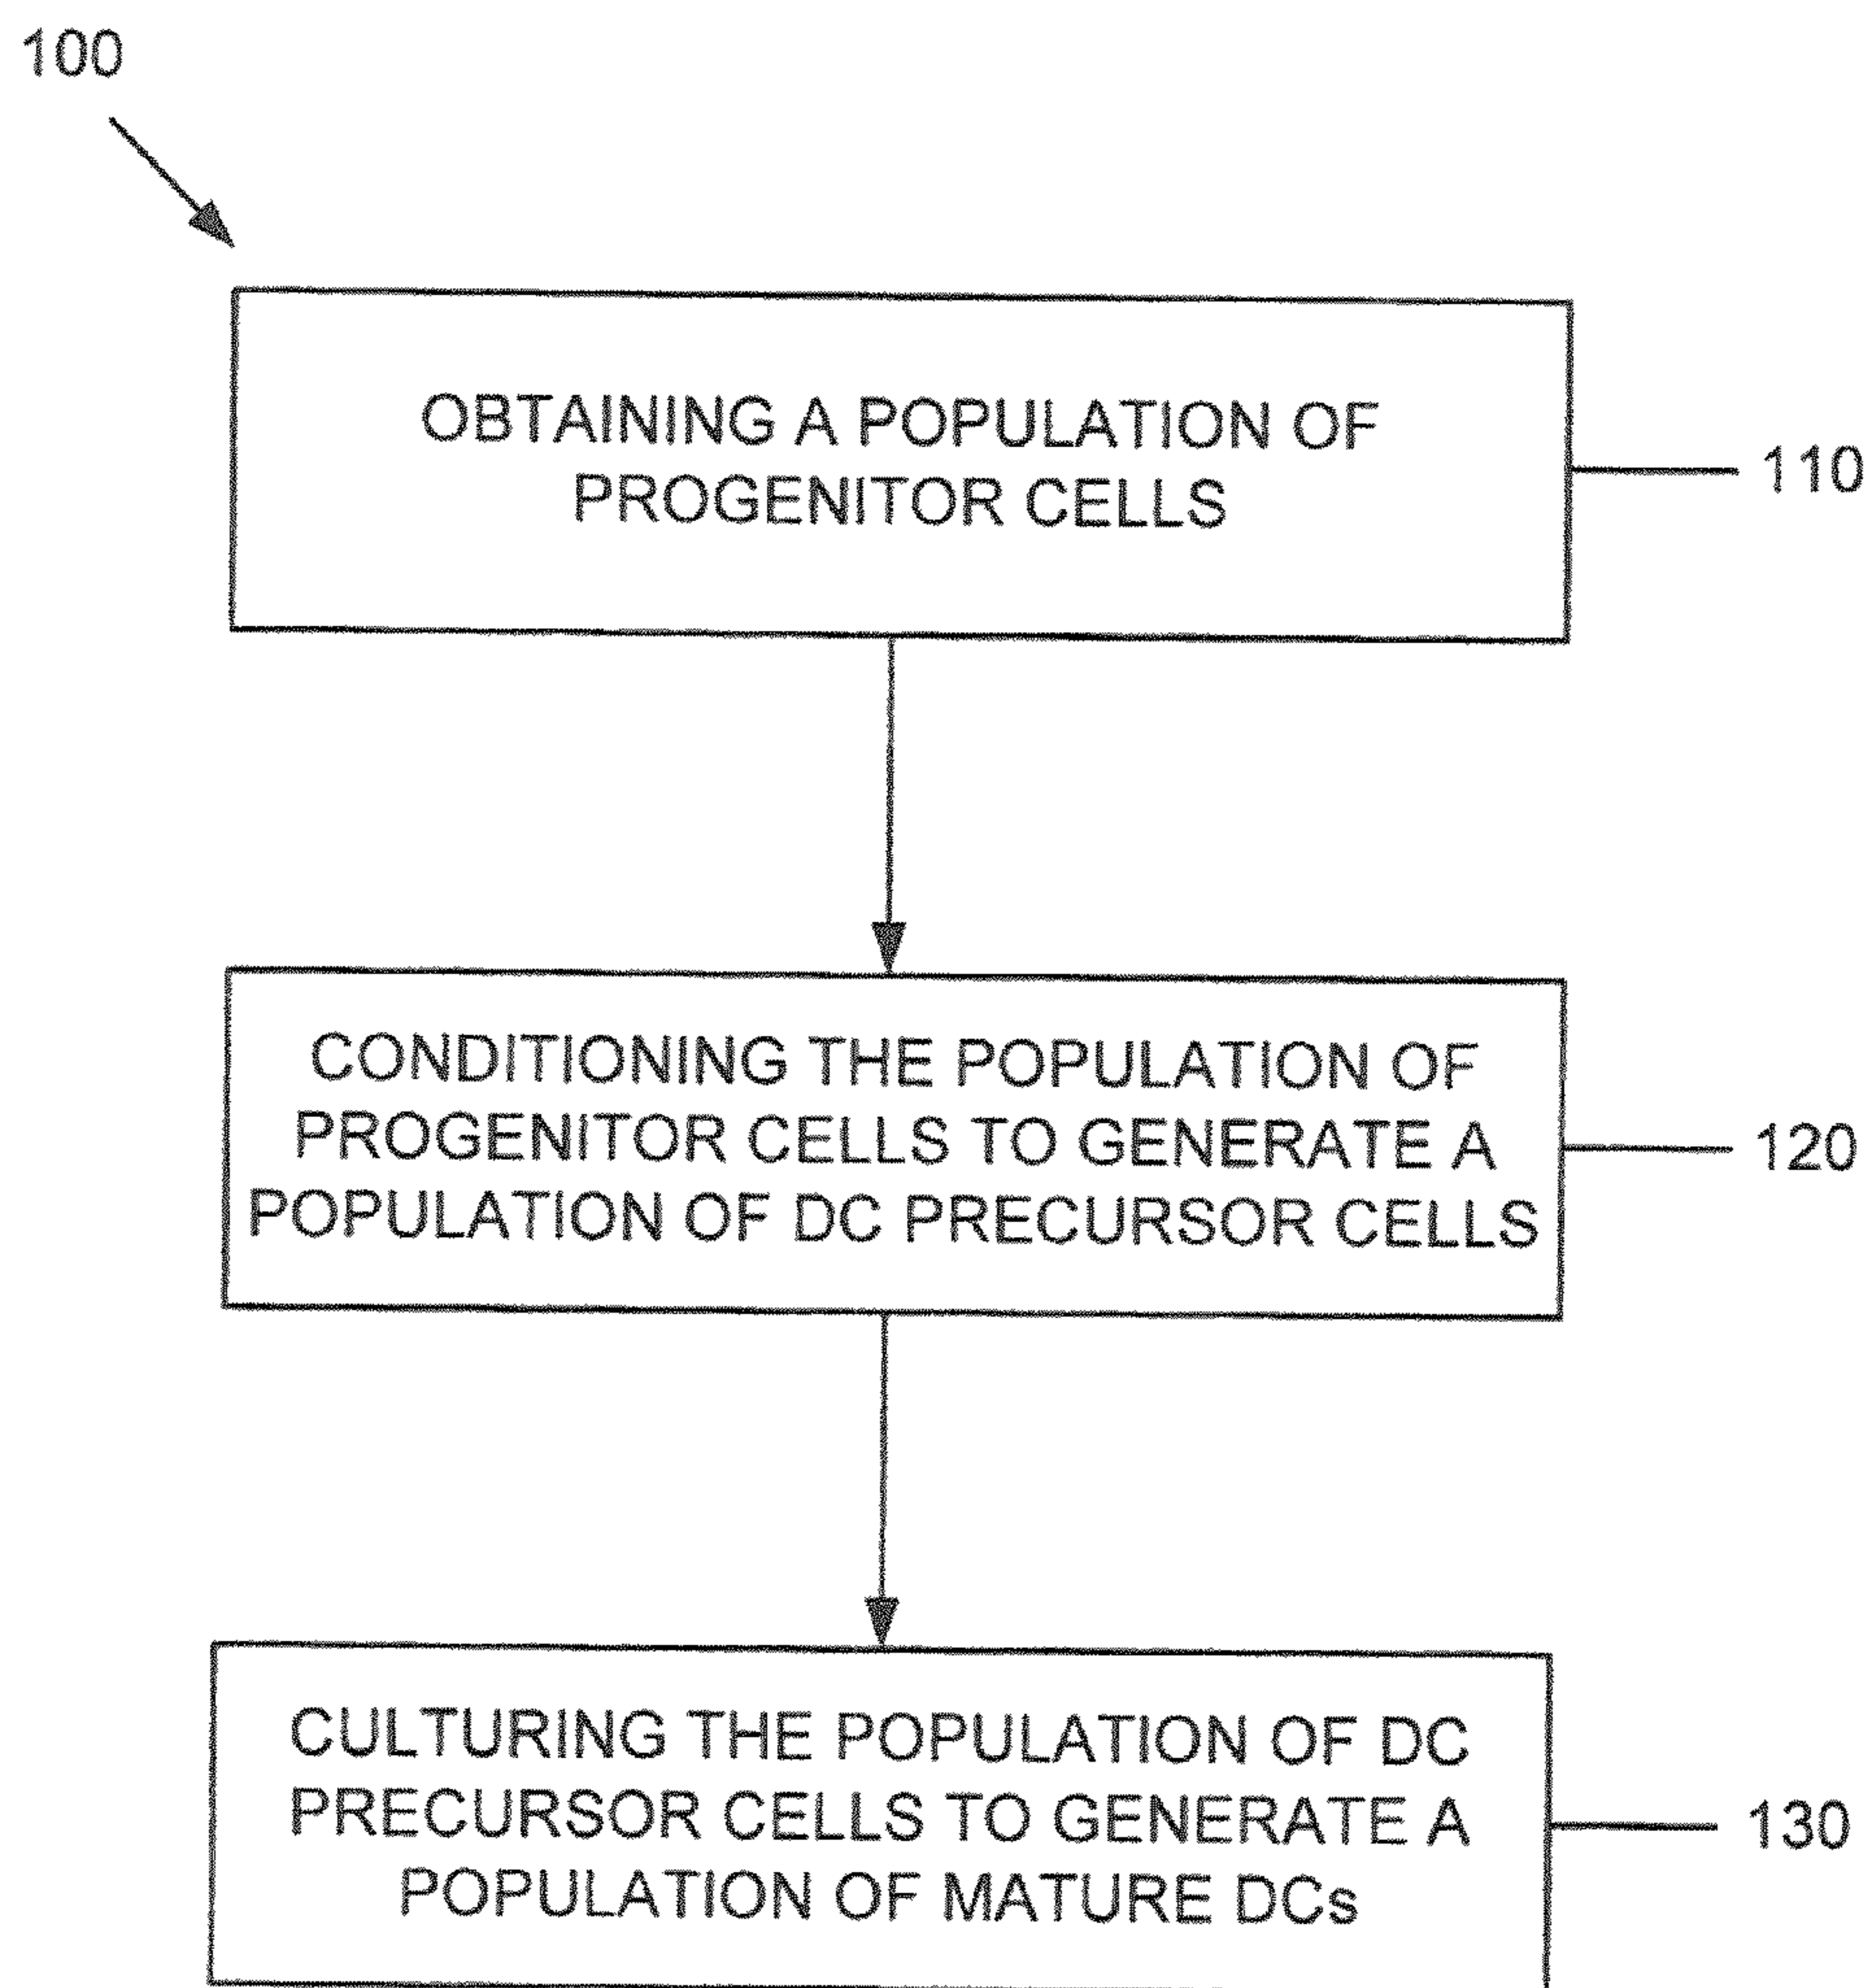 100
OBTAINING A POPULATION OF
PROGENITOR CELLS
110
CONDITIONING THE POPULATION OF
PROGENITOR CELLS TO GENERATE A
POPULATION OF DC PRECURSOR CELLS
120
CULTURING THE POPULATION OF DC
PRECURSOR CELLS TO GENERATE A
POPULATION OF MATURE DCs
130